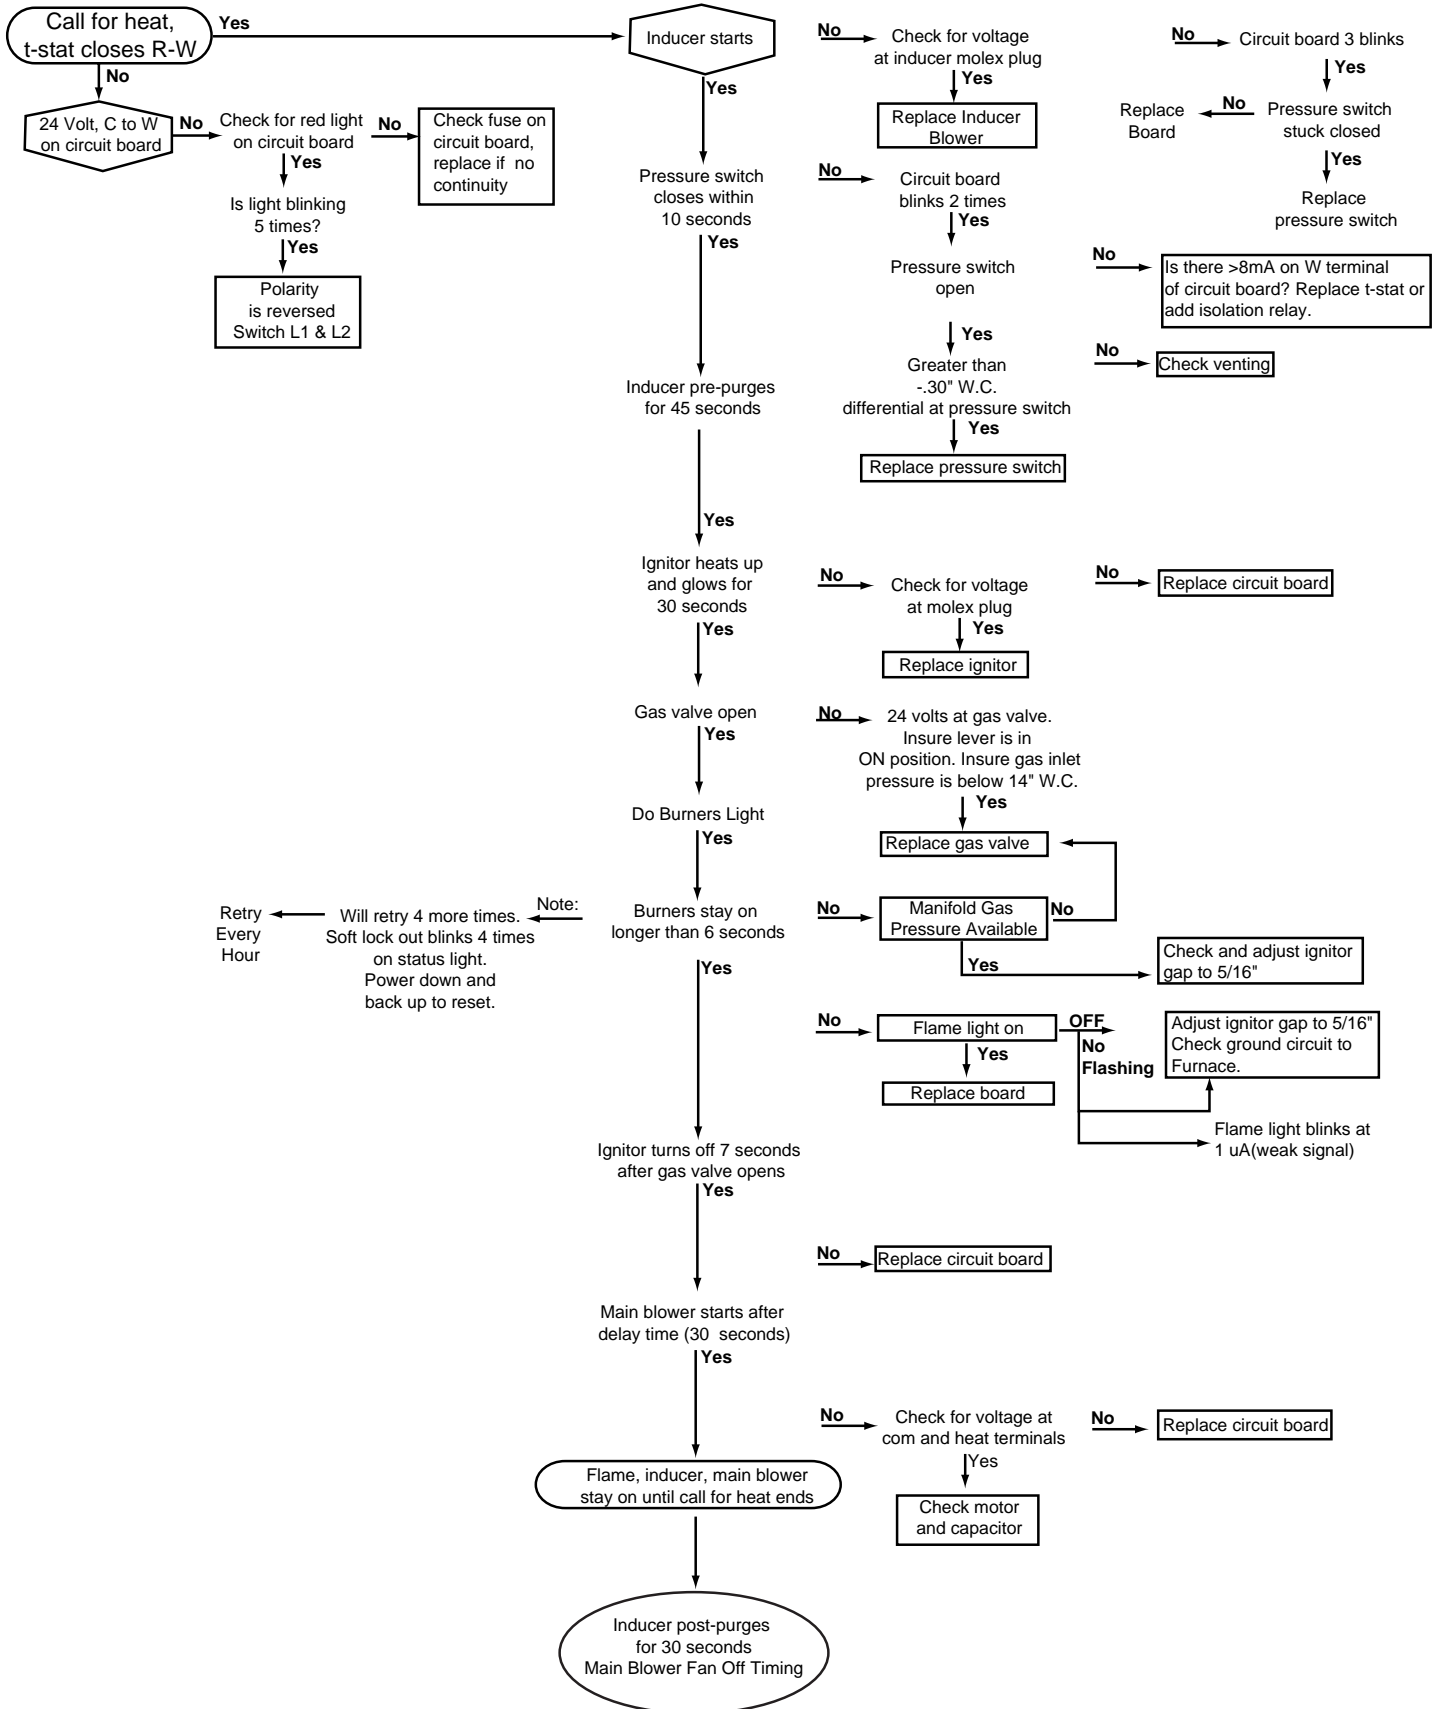 Call for heat,
t-stat closes R-W
Yes
No
24 Volt, C to W
on circuit board
No
Check for red light
on circuit board
No
Check fuse on
circuit board,
replace if  no
continuity
Yes
Is light blinking
5 times?
Yes
Polarity
is reversed
Switch L1 & L2
Inducer starts
No
Check for voltage
at inducer molex plug
Yes
Replace Inducer
Blower
No
Circuit board 3 blinks
Yes
Pressure switch
stuck closed
No
Replace
Board
Yes
Replace
pressure switch
Yes
Pressure switch
closes within
10 seconds
No
Circuit board
blinks 2 times
Yes
Pressure switch
open
No
Is there >8mA on W terminal
of circuit board? Replace t-stat or
add isolation relay.
Yes
Greater than
-.30" W.C.
differential at pressure switch
No
Check venting
Yes
Replace pressure switch
Yes
Inducer pre-purges
for 45 seconds
Yes
Ignitor heats up
and glows for
30 seconds
No
Check for voltage
at molex plug
No
Replace circuit board
Yes
Replace ignitor
Yes
Gas valve open
No
24 volts at gas valve.
Insure lever is in
ON position. Insure gas inlet
pressure is below 14" W.C.
Yes
Replace gas valve
Yes
Do Burners Light
Yes
Burners stay on
longer than 6 seconds
Note:
Will retry 4 more times.
Soft lock out blinks 4 times
on status light.
Power down and
back up to reset.
Retry
Every
Hour
No
Manifold Gas
Pressure Available
No
Yes
Check and adjust ignitor
gap to 5/16"
Yes
No
Flame light on
OFF
No
Flashing
Adjust ignitor gap to 5/16"
Check ground circuit to
Furnace.
Yes
Replace board
Flame light blinks at
1 uA(weak signal)
Ignitor turns off 7 seconds
after gas valve opens
Yes
No
Replace circuit board
Main blower starts after
delay time (30  seconds)
Yes
No
Check for voltage at
com and heat terminals
No
Replace circuit board
Yes
Check motor
and capacitor
Flame, inducer, main blower
stay on until call for heat ends
Inducer post-purges
for 30 seconds
Main Blower Fan Off Timing